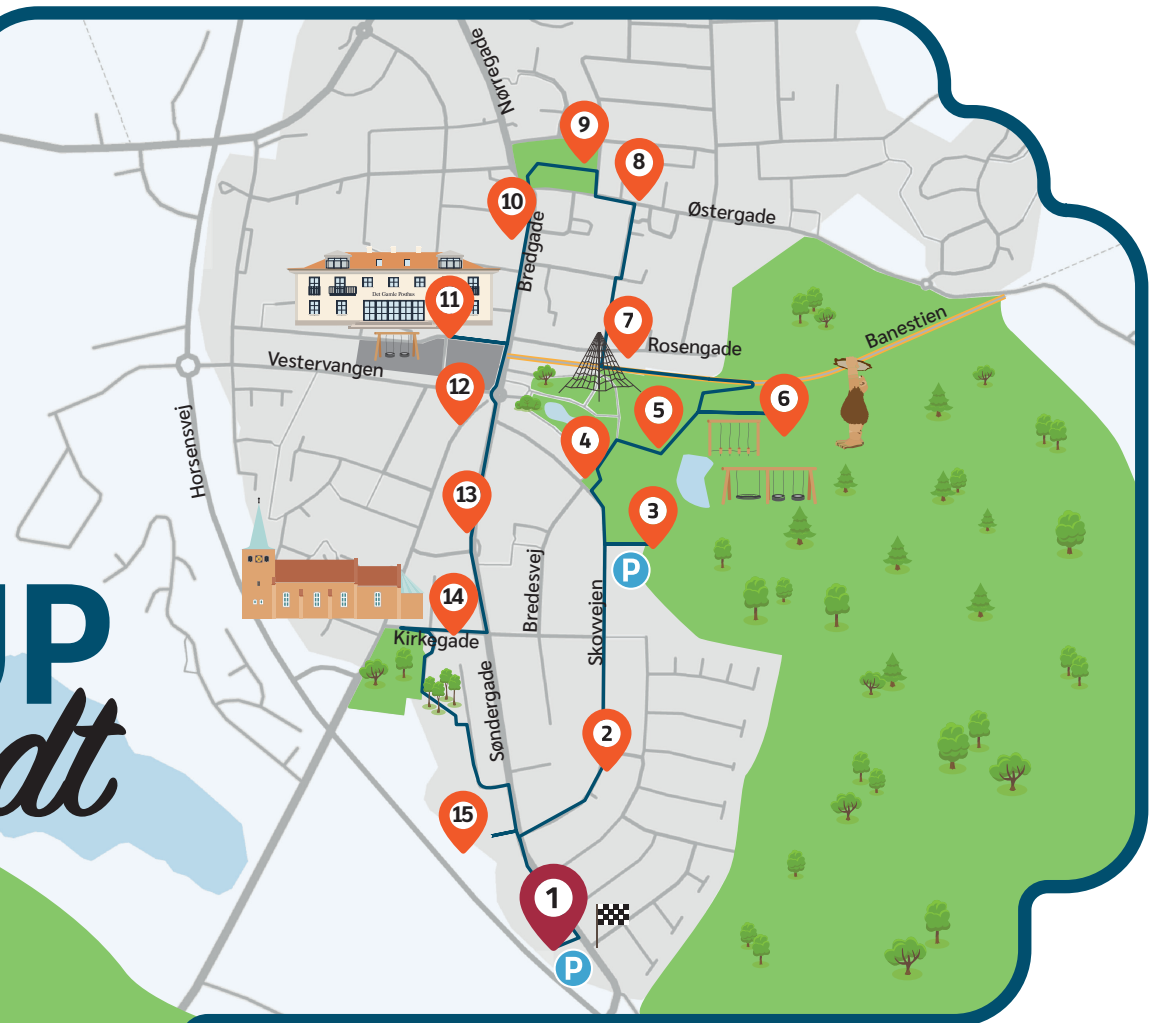 Nørregade
9
8
10
Østergade
Bredgade
Det Gamle Posthus
11
7
Rosengade
Banestien
Vestervangen
12
6
5
4
Horsensvej
13
3
P
Bredesvej
Skovvejen
14
Kirkegade
UP
Søndergade
2
dt
15
1
P